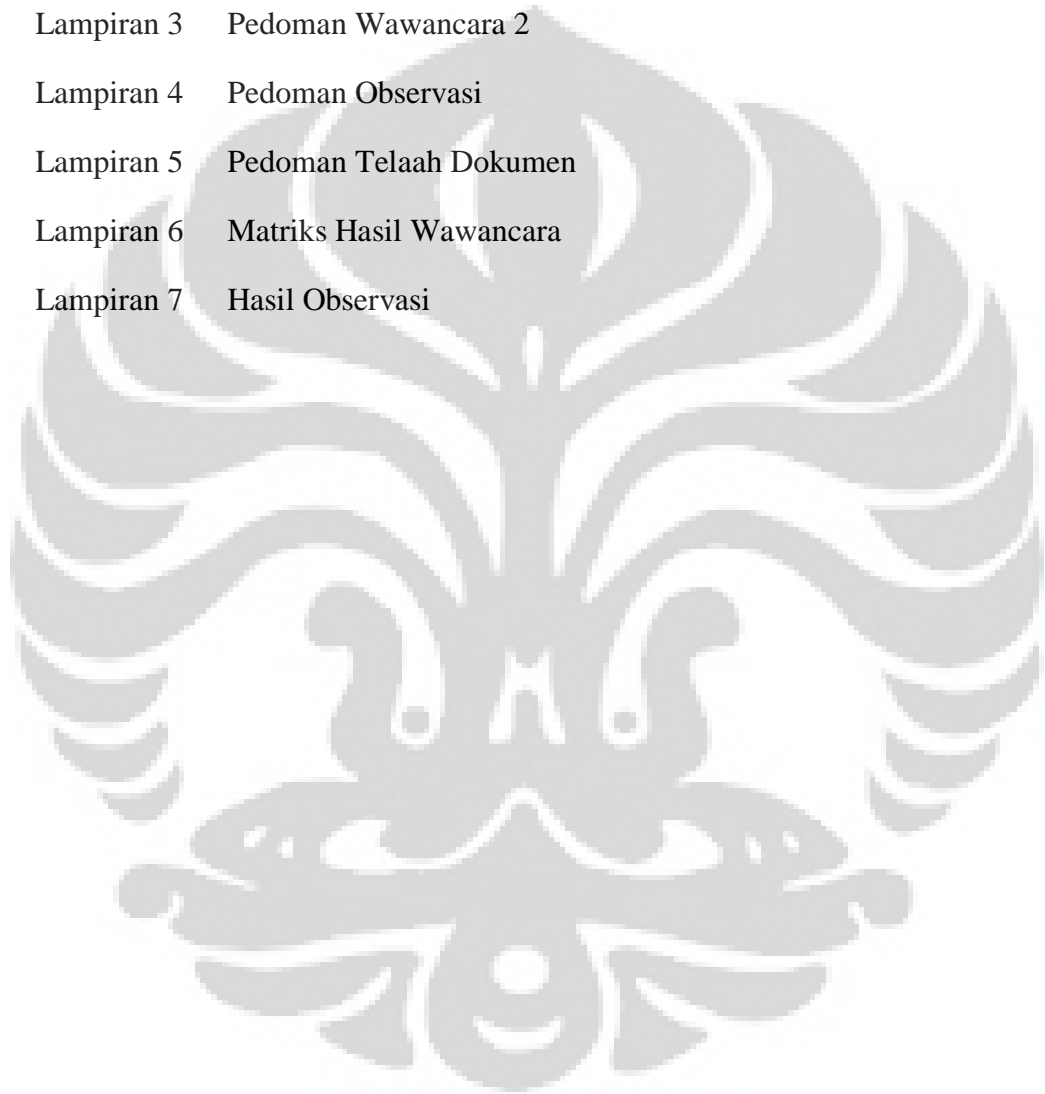 Lampiran 3 Pedoman Wawancara 2
Lampiran 4 Pedoman Observasi
Lampiran 5 Pedoman Telaah Dokumen
Lampiran 6 Matriks Hasil Wawancara
Lampiran 7 Hasil Observasi